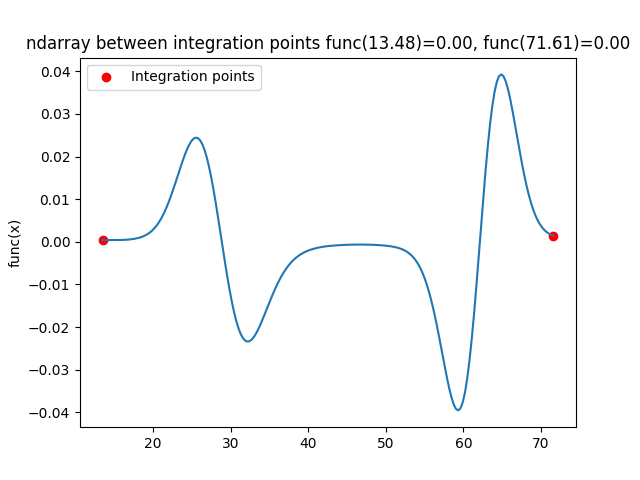 ndarray between integration points func(13.48)=0.00, func(71.61)=0.00
Integration points
func(x)
0.04
0.03
0.02
0.01
0.00
−0.01
−0.02
−0.03
−0.04
20 30 40 50 60 70